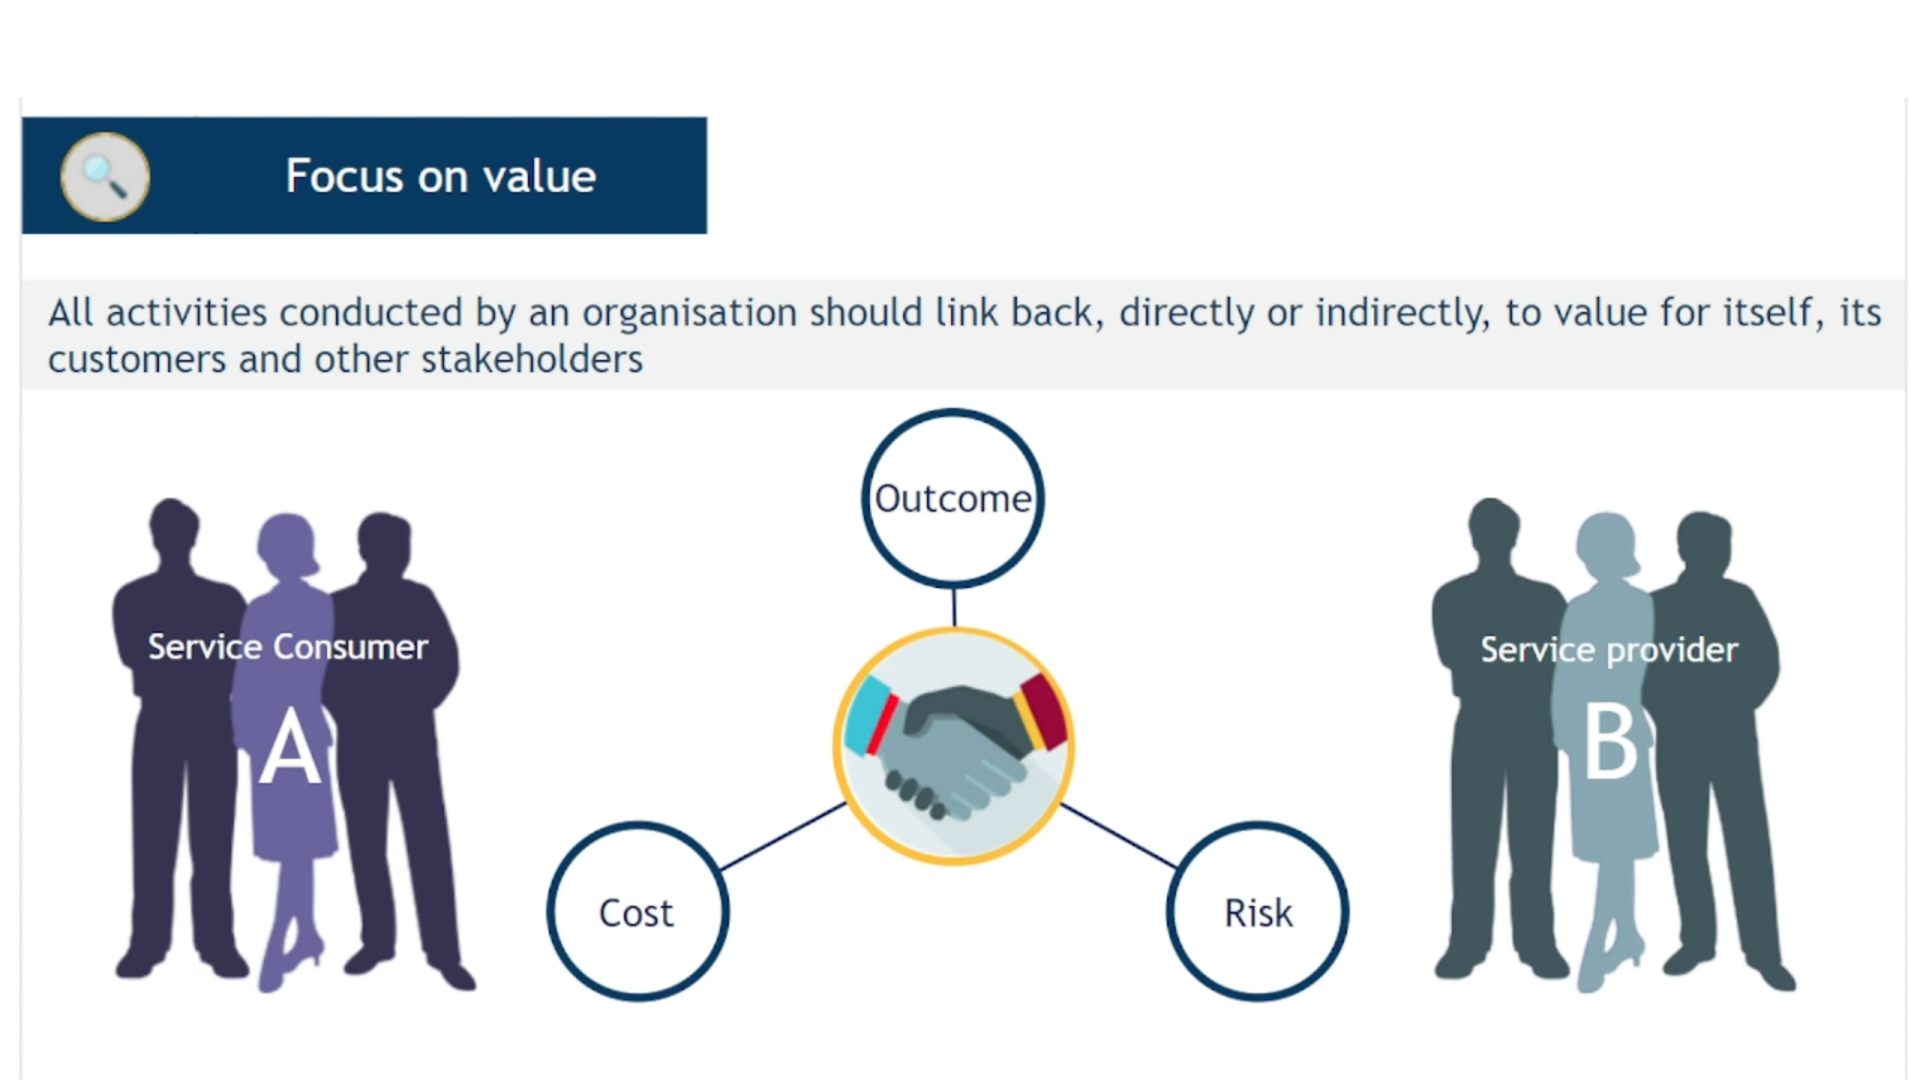 Focus on value
All activities conducted by an organisation should link back, directly or indirectly, to value for itself, its
customers and other stakeholders
Outcome
Service Consumer
A
Service provider
B
Cost
Risk